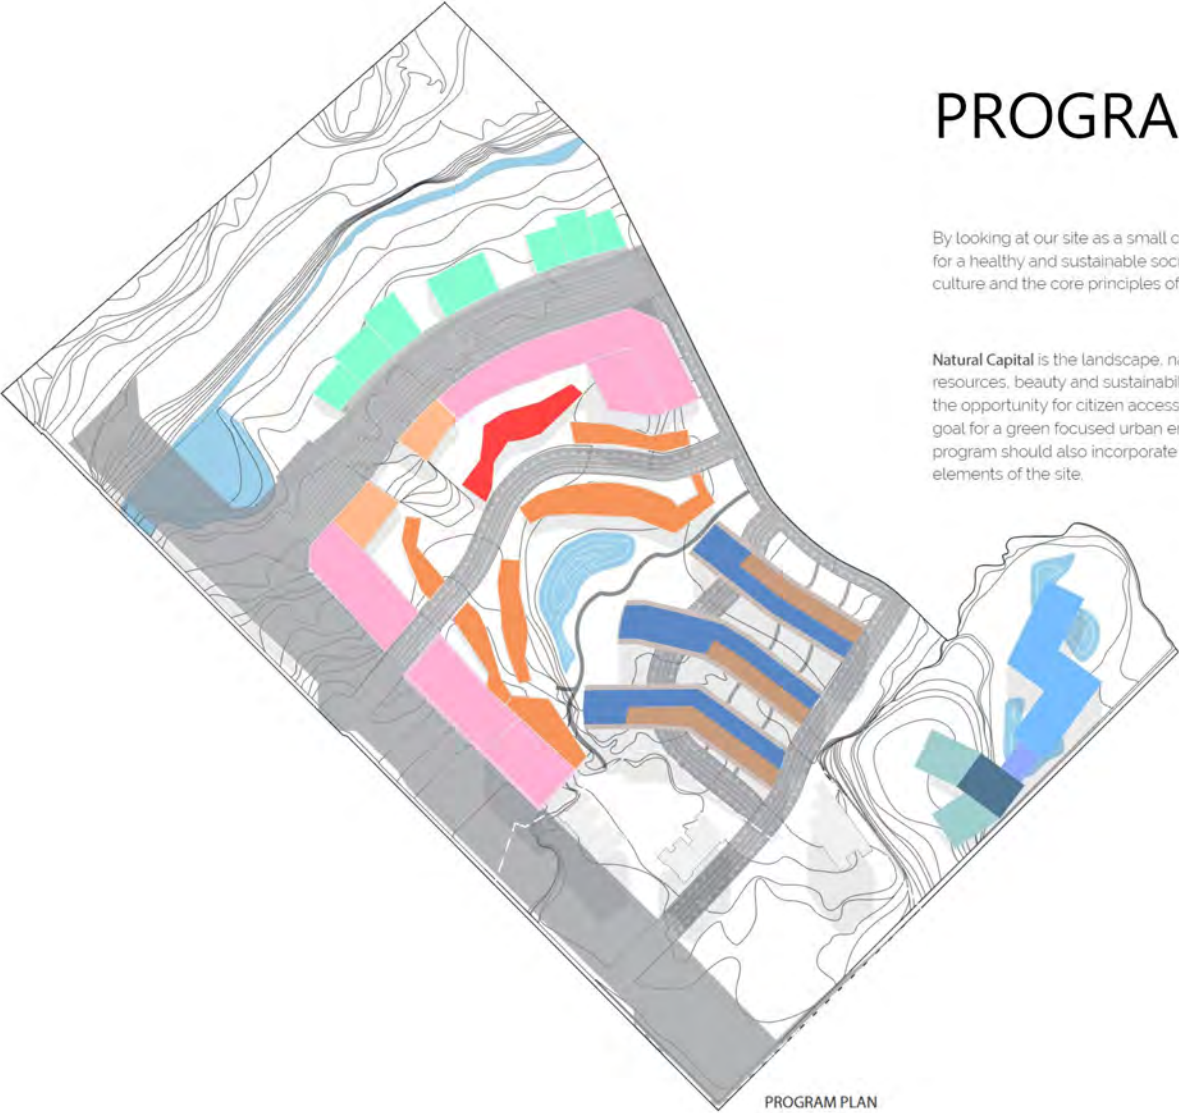 PROGRA
By looking at our site as a small c
for a healthy and sustainable soci
culture and the core principles of
Natural Capital is the landscape, na
resources, beauty and sustainabil
the opportunity for citizen access
goal for a green focused urban en
program should also incorporate
elements of the site.
PROGRAM PLAN